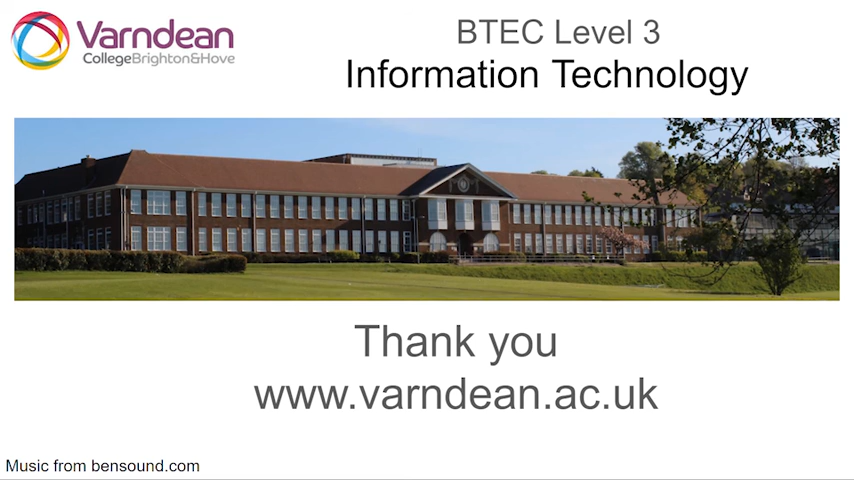 Varndean
CollegeBrighton&Hove
BTEC Level 3
Information Technology
Thank you
www.varndean.ac.uk
Music from bensound.com